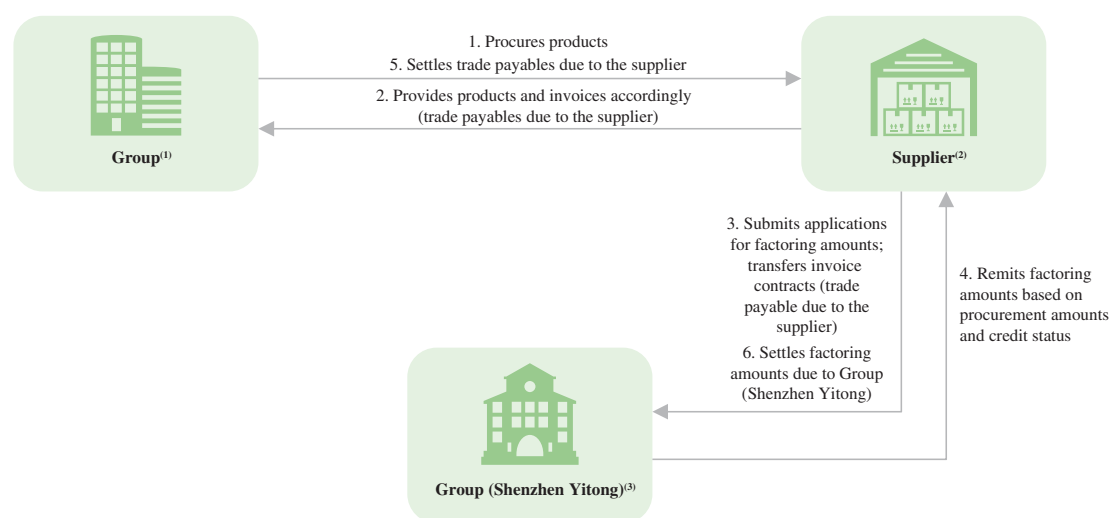 1. Procures products
5. Settles trade payables due to the supplier
2. Provides products and invoices accordingly
(trade payables due to the supplier)
Group(1)
Supplier(2)
3. Submits applications
for factoring amounts;
transfers invoice
contracts (trade
payable due to the
supplier)
6. Settles factoring
amounts due to Group
(Shenzhen Yitong)
4. Remits factoring
amounts based on
procurement amounts
and credit status
Group (Shenzhen Yitong)(3)